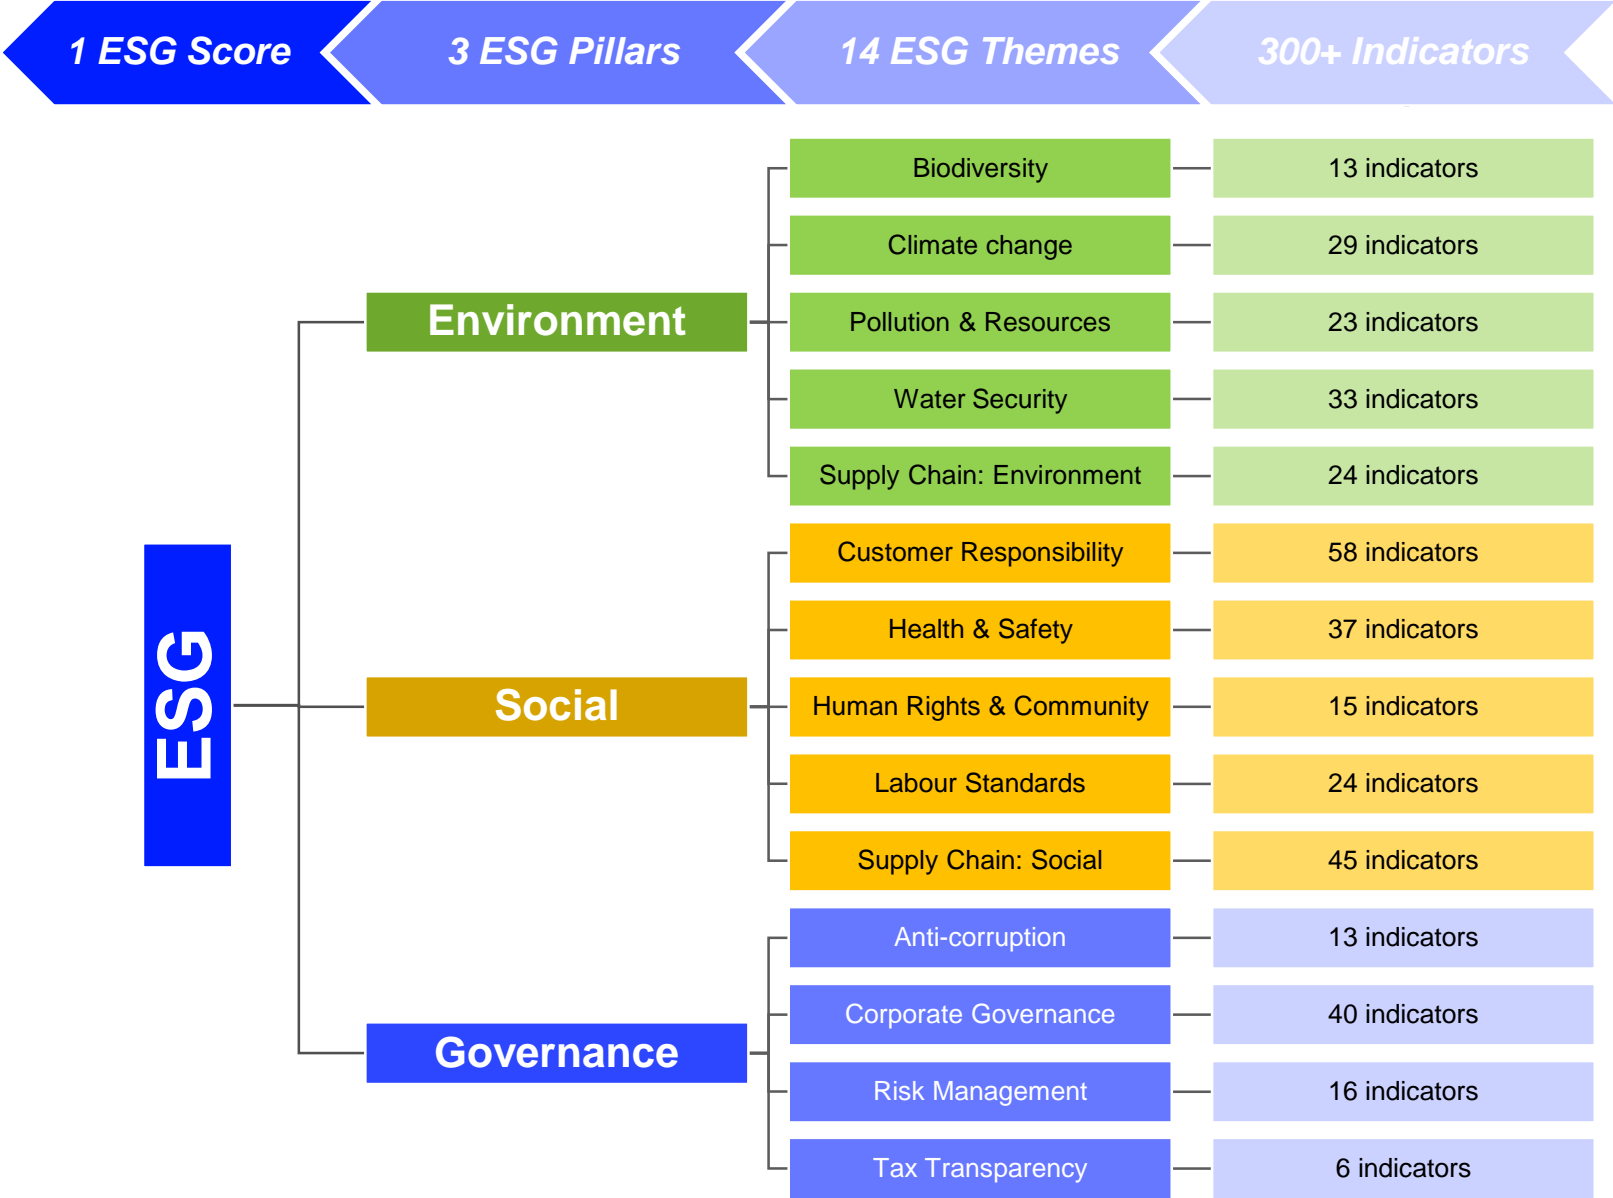 1 ESG Score
3 ESG Pillars
14 ESG Themes
300+ Indicators
ESG
Environment
Biodiversity
13 indicators
Climate change
29 indicators
Pollution & Resources
23 indicators
Water Security
33 indicators
Supply Chain: Environment
24 indicators
Social
Customer Responsibility
58 indicators
Health & Safety
37 indicators
Human Rights & Community
15 indicators
Labour Standards
24 indicators
Supply Chain: Social
45 indicators
Governance
Anti-corruption
13 indicators
Corporate Governance
40 indicators
Risk Management
16 indicators
Tax Transparency
6 indicators